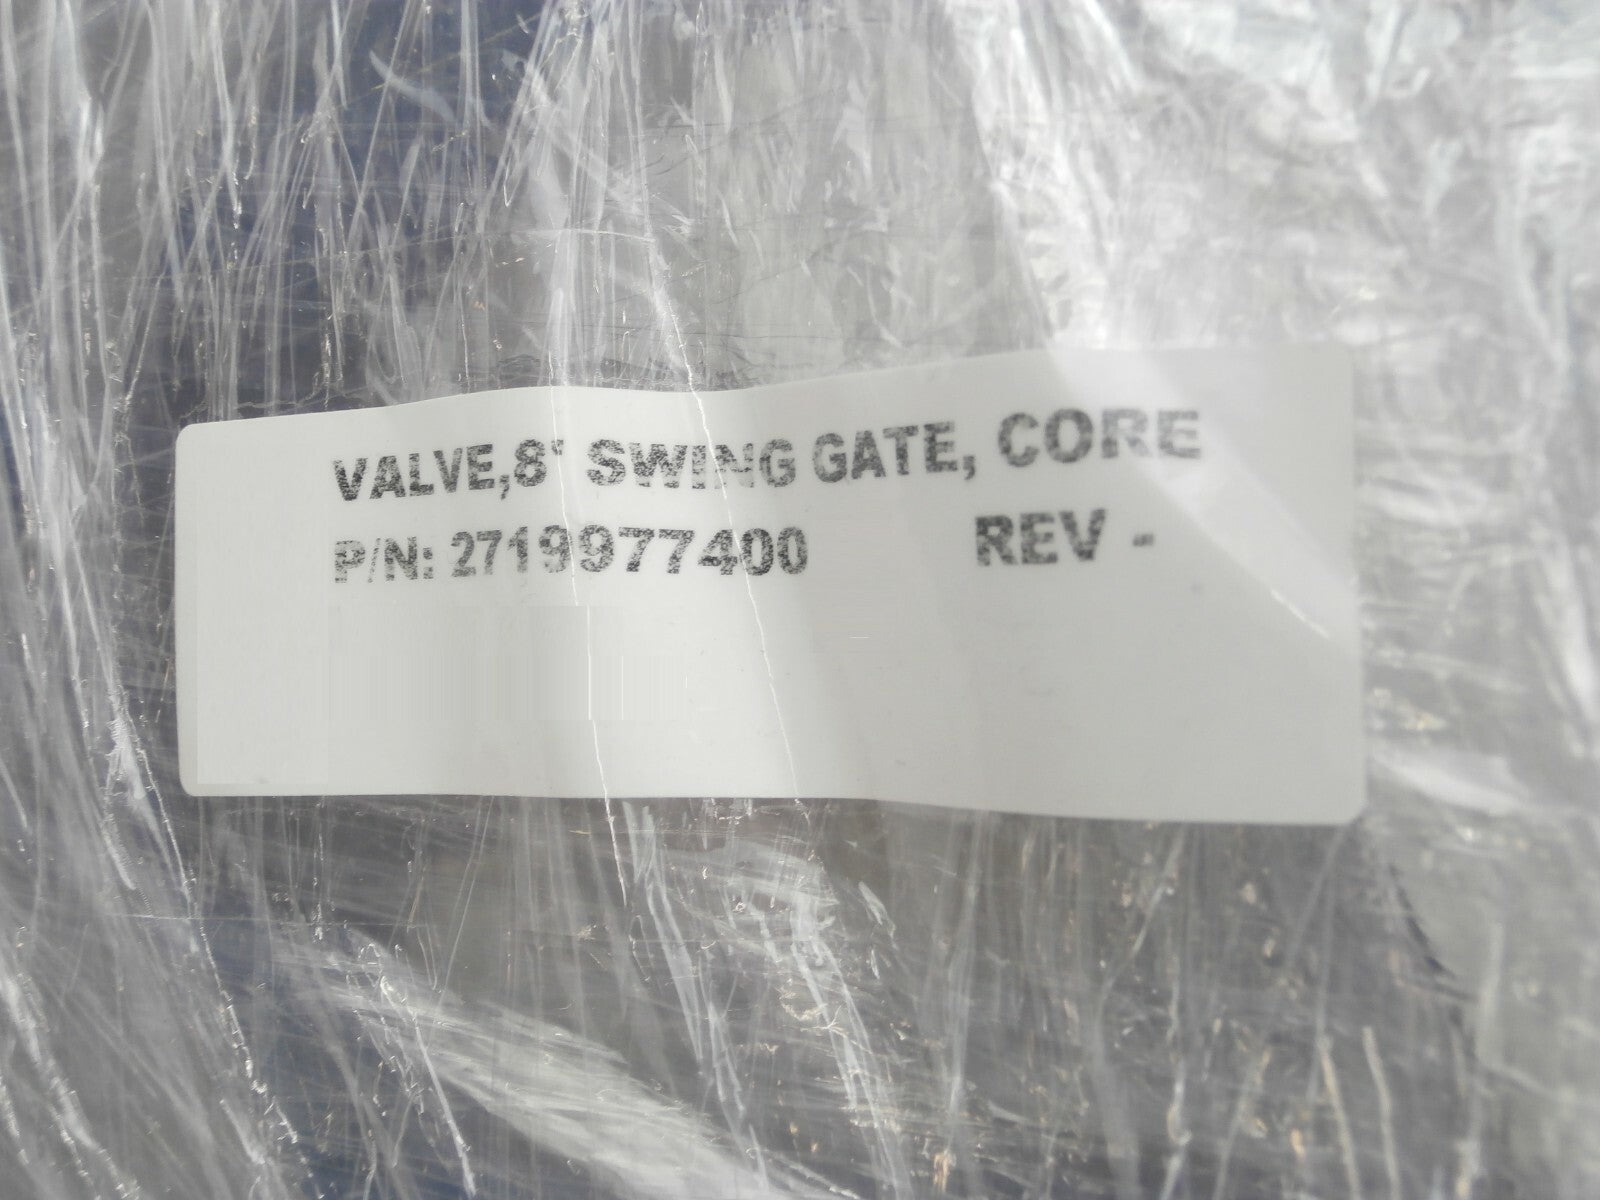 VALVE,8" SWING GATE, CORE
P/N: 2719977400 REV -